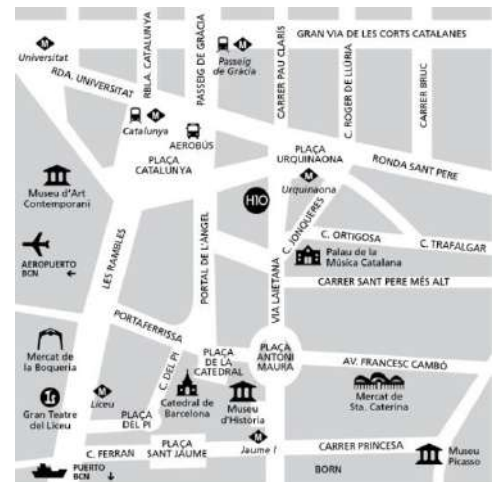 GRAN VIA DE LES CORTS CATALANES
M
Universitat
RDA. UNIVERSITAT
RBLA. CATALUNYA
PASSEIG DE GRÀCIA
M
Passeig
de Gràcia
CARRER PAU CLARÍS
C. ROGER DE LLURIA
CARRER BRUC
M
Catalunya
AEROBÚS
PLAÇA
CATALUNYA
PLAÇA
URQUINAONA
RONDA SANT PERE
M
Urquinaona
H10
Museu d'Art
Contemporani
C. JONQUERES
C. ORTIGOSA
C. TRAFALGAR
Palau de la
Música Catalana
AEROPUERTO
BCN ←
LES RAMBLES
PORTAL DE L'ÀNGEL
VIA LAIETANA
CARRER SANT PERE MÉS ALT
PORTAFERRISSA
Mercat de
la Boqueria
C. DEL PI
PLAÇA
DE LA
CATEDRAL
PLAÇA
ANTONI
MAURA
AV. FRANCESC CAMBÓ
Mercat de
Sta. Caterina
Gran Teatre
del Liceu
M
Liceu
PLAÇA
DEL PI
Catedral de
Barcelona
Museu
d'Història
M
Jaume I
C. FERRAN
PLAÇA
SANT JAUME
CARRER PRINCESA
Museu
Picasso
PUERTO
BCN ↓
BORN